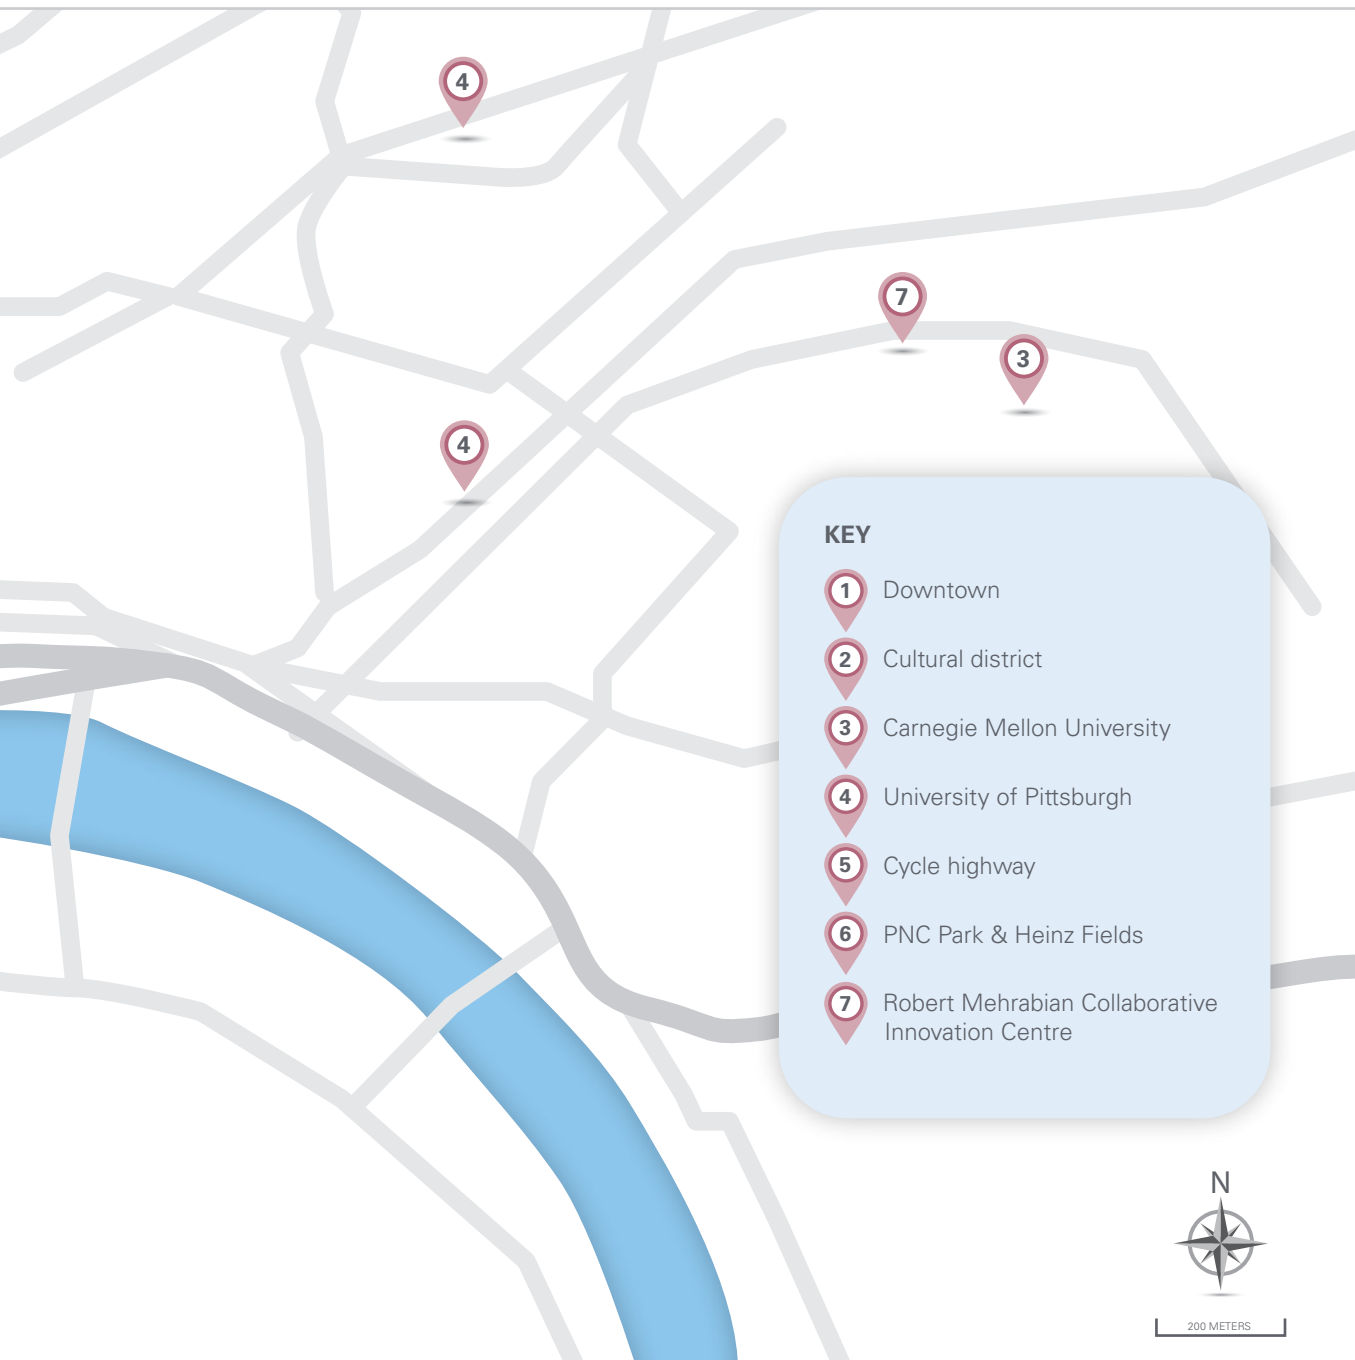 4
7
3
4
KEY
1 Downtown
2 Cultural district
3 Carnegie Mellon University
4 University of Pittsburgh
5 Cycle highway
6 PNC Park & Heinz Fields
7 Robert Mehrabian Collaborative
Innovation Centre
N
200 METERS